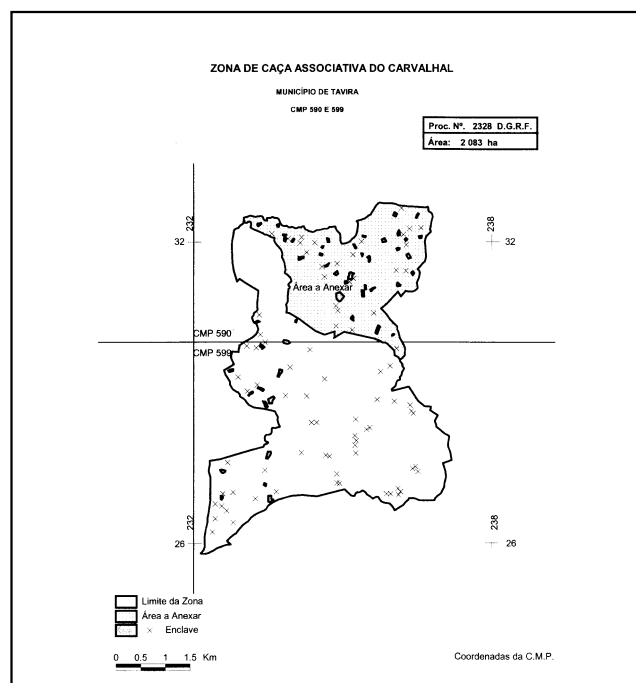 ZONA DE CAÇA ASSOCIATIVA DO CARVALHAL
MUNICÍPIO DE TAVIRA
CMP 590 E 599
Proc. Nº. 2328 D.G.R.F.
Área: 2 083 ha
232
238
32
32
Área a Anexar
CMP 590
CMP 599
232
238
26
26
Limite da Zona
Área a Anexar
Enclave
0 0.5 1 1.5 Km
Coordenadas da C.M.P.